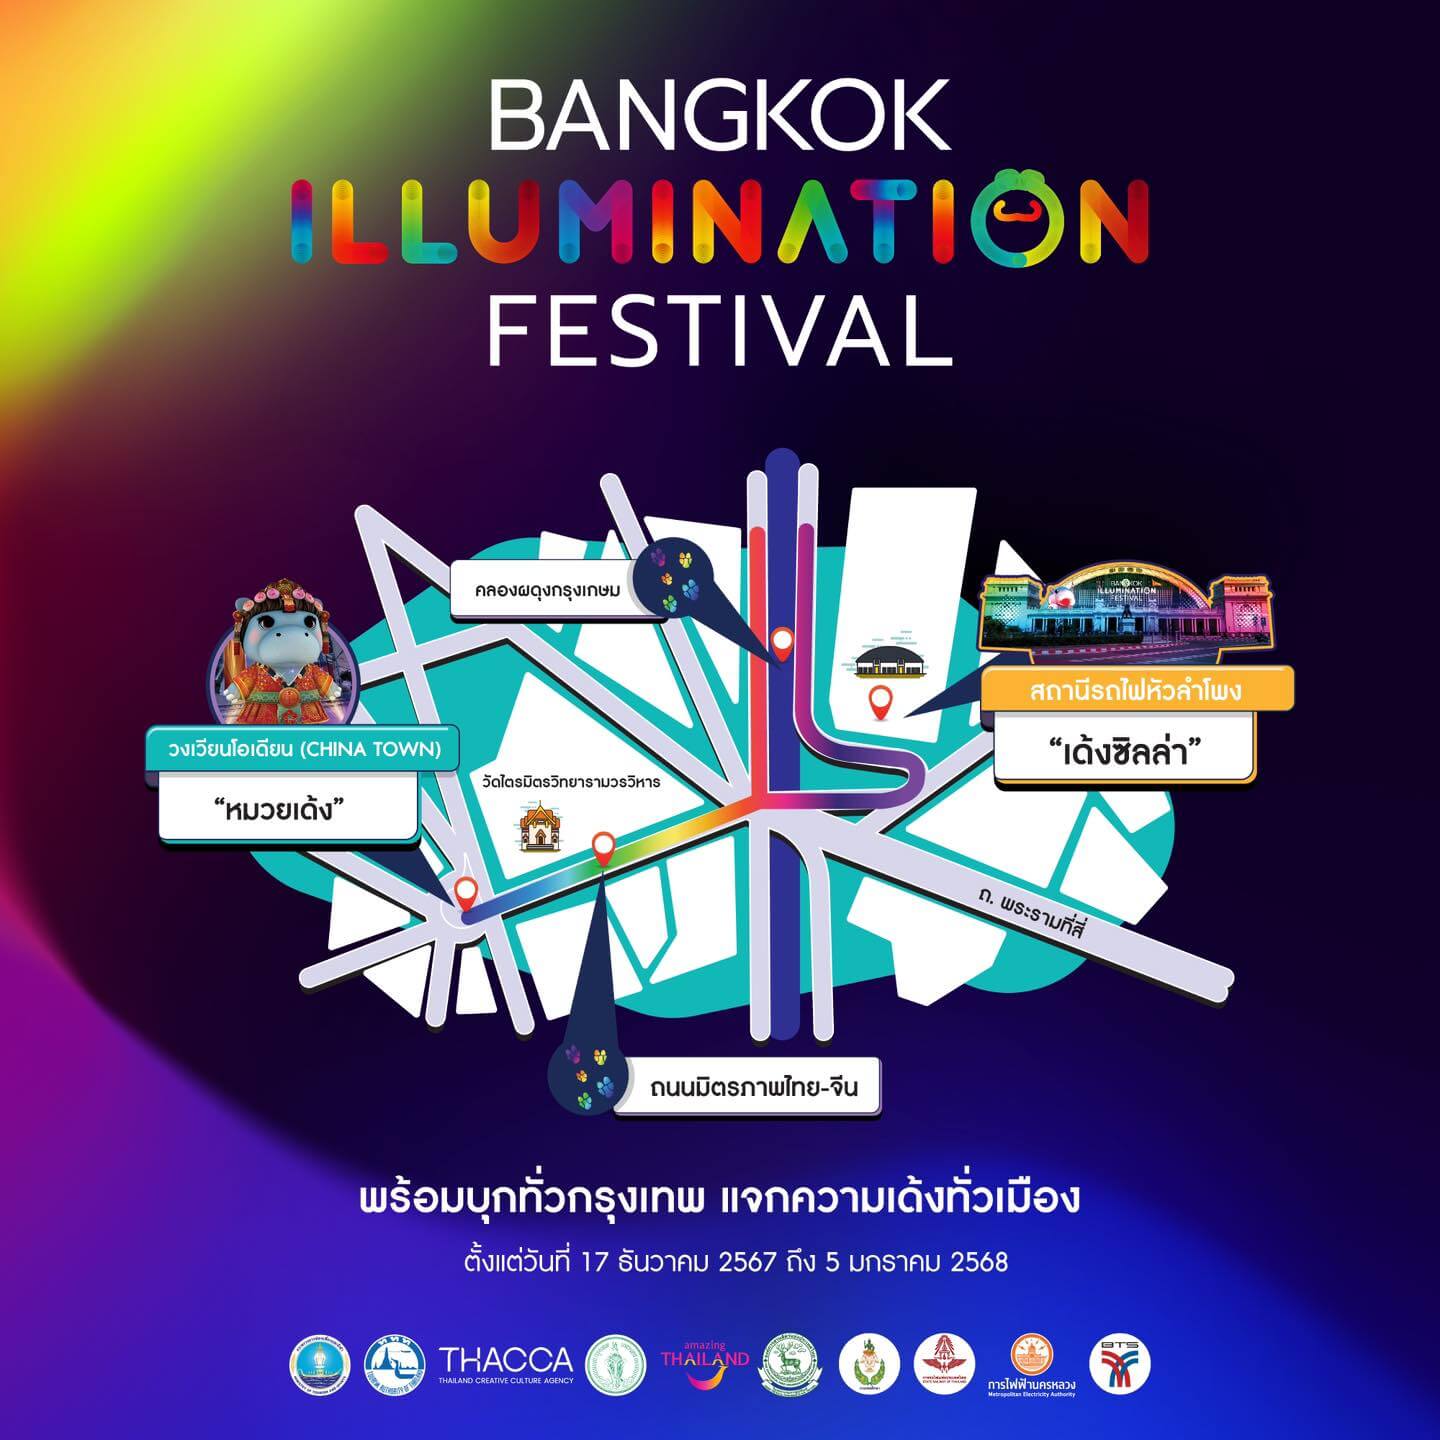 BANGKOK
ILLUMINATION
FESTIVAL
คลองผดุงกรุงเกษม
BANGKOK
ILLUMINATION
FESTIVAL
สถานีรถไฟหัวลำโพง
“เด้งซิลล่า”
วงเวียนโอเดียน (CHINA TOWN)
“หมวยเด้ง”
วัดไตรมิตรวิทยารามวรวิหาร
ถ. พระรามที่สี่
ถนนมิตรภาพไทย-จีน
พร้อมบุกทั่วกรุงเทพ แจกความเด้งทั่วเมือง
ตั้งแต่วันที่ 17 ธันวาคม 2567 ถึง 5 มกราคม 2568
THACCA
THAILAND CREATIVE CULTURE AGENCY
amazing
THAILAND
STATE RAILWAY OF THAILAND
การไฟฟ้านครหลวง
Metropolitan Electricity Authority
BTS